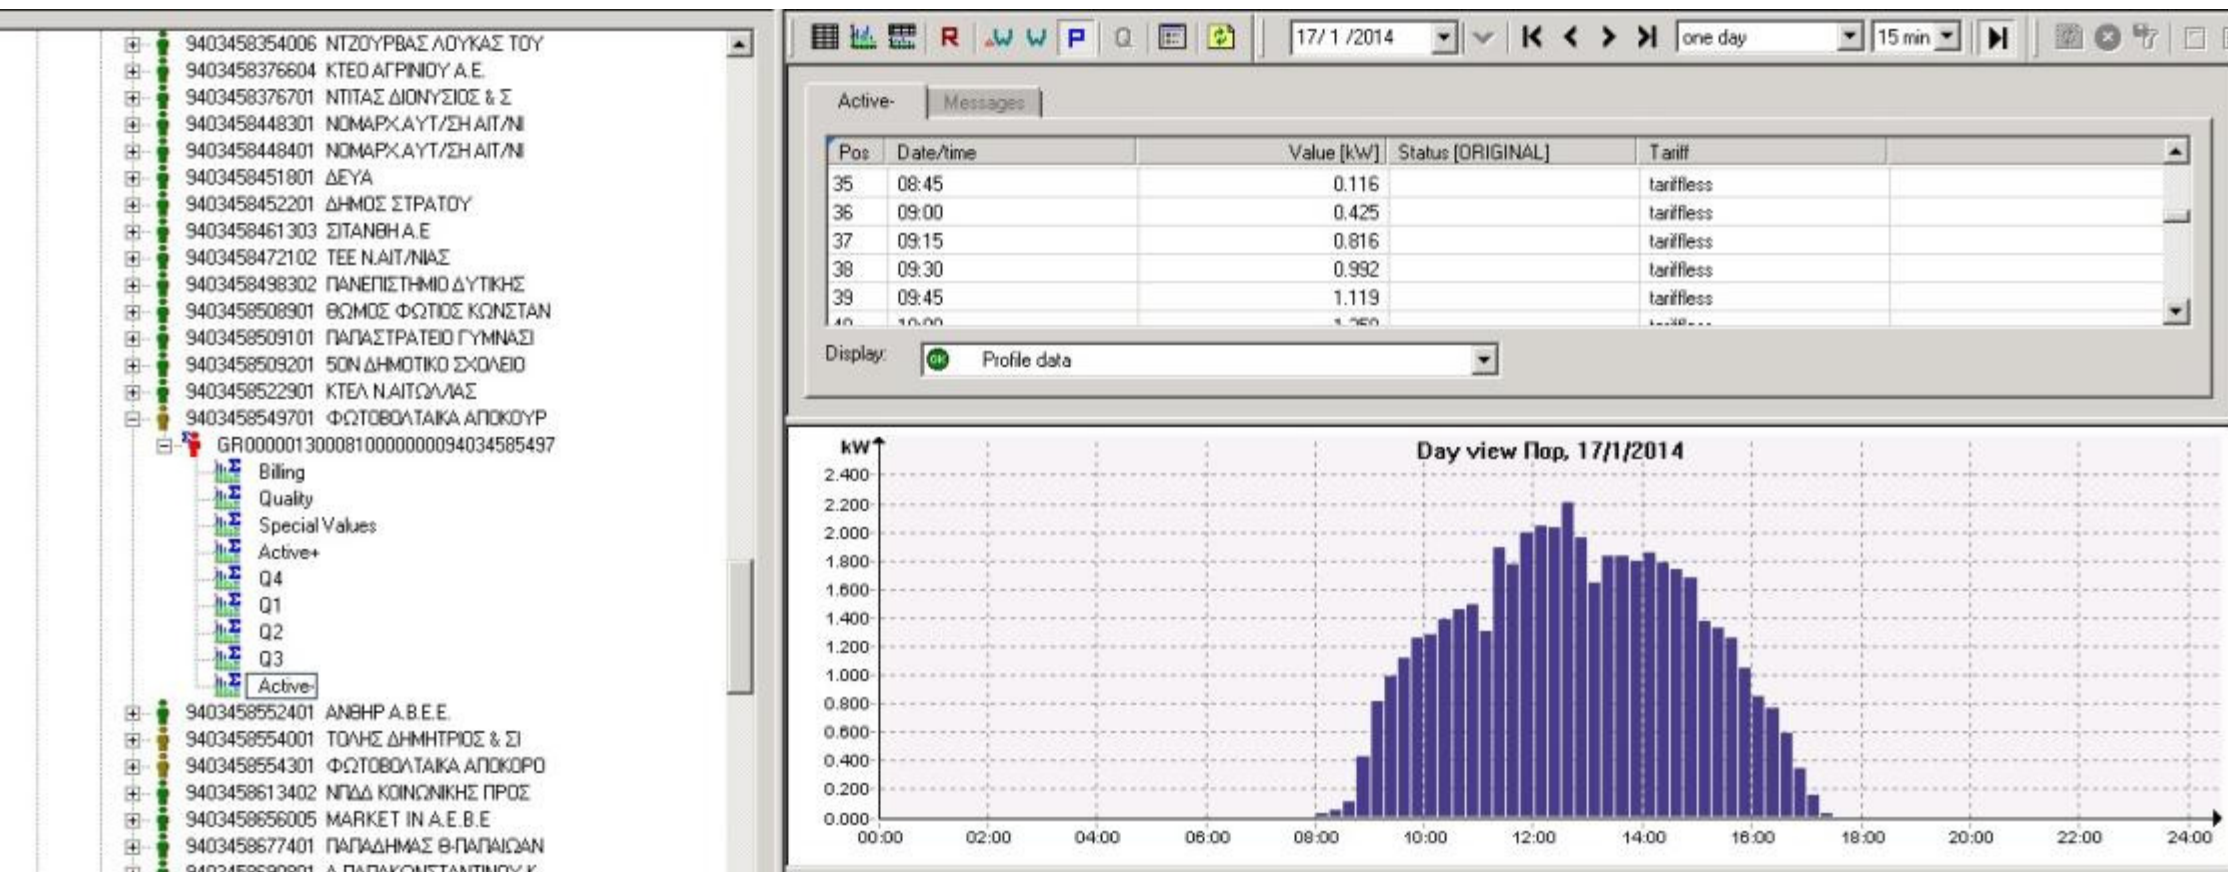 9403458354006 ΝΤΖΟΥΡΒΑΣ ΛΟΥΚΑΣ ΤΟΥ
9403458376604 ΚΤΕΟ ΑΓΡΙΝΙΟΥ Α.Ε.
9403458376701 ΝΤΙΤΑΣ ΔΙΟΝΥΣΙΟΣ & Σ
9403458448301 ΝΟΜΑΡΧ.ΑΥΤ/ΣΗ ΑΙΤ/ΝΙ
9403458448401 ΝΟΜΑΡΧ.ΑΥΤ/ΣΗ ΑΙΤ/ΝΙ
9403458451801 ΔΕΥΑ
9403458452201 ΔΗΜΟΣ ΣΤΡΑΤΟΥ
9403458461303 ΣΙΤΑΝΘΗ Α.Ε
9403458472102 ΤΕΕ Ν.ΑΙΤ/ΝΙΑΣ
9403458498302 ΠΑΝΕΠΙΣΤΗΜΙΟ ΔΥΤΙΚΗΣ
9403458508901 ΘΩΜΟΣ ΦΩΤΙΟΣ ΚΩΝΣΤΑΝ
9403458509101 ΠΑΠΑΣΤΡΑΤΕΙΟ ΓΥΜΝΑΣΙ
9403458509201 5ΟΝ ΔΗΜΟΤΙΚΟ ΣΧΟΛΕΙΟ
9403458522901 ΚΤΕΛ Ν.ΑΙΤΩΛ/ΙΑΣ
9403458549701 ΦΩΤΟΒΟΛΤΑΙΚΑ ΑΠΟΚΟΥΡ
Billing
Quality
Special Values
Active+
Q4
Q1
Q2
Q3
Active-
9403458552401 ΑΝΘΗΡ Α.Β.Ε.Ε.
9403458554001 ΤΟΛΗΣ ΔΗΜΗΤΡΙΟΣ & ΣΙ
9403458554301 ΦΩΤΟΒΟΛΤΑΙΚΑ ΑΠΟΚΟΡΟ
9403458613402 ΝΠΔΔ ΚΟΙΝΩΝΙΚΗΣ ΠΡΟΣ
9403458656005 MARKET IN Α.Ε.Β.Ε
9403458677401 ΠΑΠΑΔΗΜΑΣ Θ-ΠΑΠΑΙΩΑΝ
R W W P Q 17/ 1 /2014 one day 15 min
Active- Messages
Pos Date/time Value [kW] Status [ORIGINAL] Tariff
35 08:45 0.116 tariffless
36 09:00 0.425 tariffless
37 09:15 0.816 tariffless
38 09:30 0.992 tariffless
39 09:45 1.119 tariffless
Display: OK Profile data
kW Day view Παρ, 17/1/2014
2.400
2.200
2.000
1.800
1.600
1.400
1.200
1.000
0.800
0.600
0.400
0.200
0.000
00:00 02:00 04:00 06:00 08:00 10:00 12:00 14:00 16:00 18:00 20:00 22:00 24:00